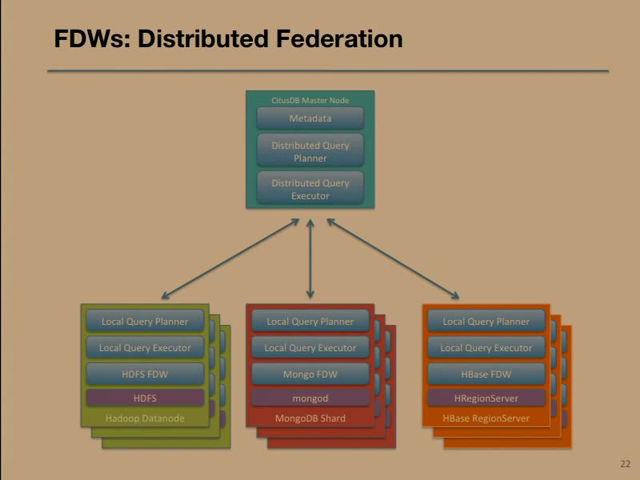 FDWs: Distributed Federation
CitusDB Master Node
Metadata
Distributed Query
Planner
Distributed Query
Executor
Local Query Planner
Local Query Executor
HDFS FDW
HDFS
Hadoop Datanode
Local Query Planner
Local Query Executor
Mongo FDW
mongod
MongoDB Shard
Local Query Planner
Local Query Executor
HBase FDW
HRegionServer
HBase RegionServer
22